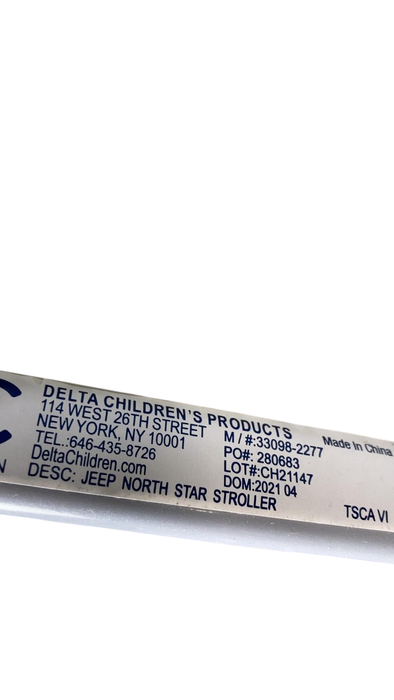 DELTA CHILDREN'S PRODUCTS
114 WEST 26TH STREET
NEW YORK, NY 10001
TEL.:646-435-8726
DeltaChildren.com
DESC: JEEP NORTH STAR STROLLER
M / #:33098-2277
PO#: 280683
LOT#:CH21147
DOM:2021 04
Made In China
TSCA VI